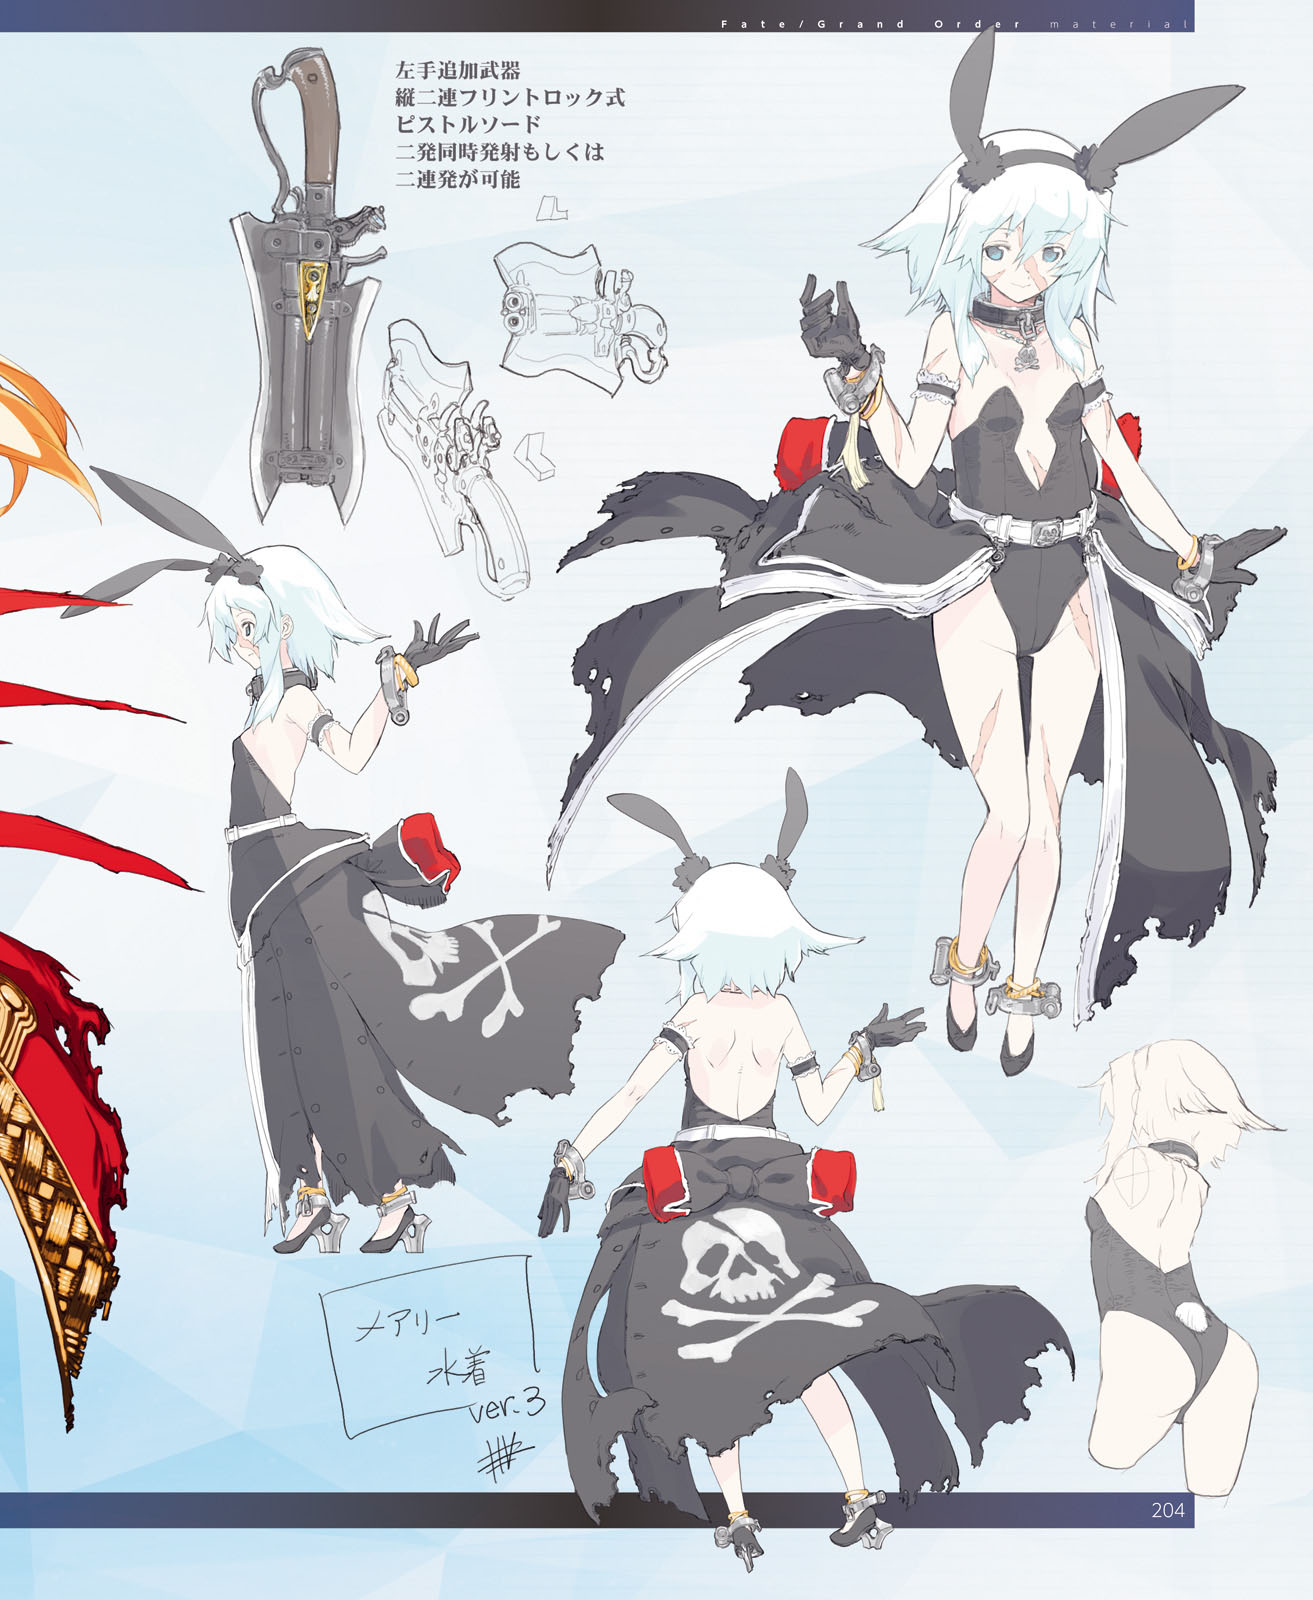 Fate/Grand Order material
左手追加武器
縦二連フリントロック式
ピストルソード
二発同時発射もしくは
二連発が可能
メアリー
水着
ver.3
204